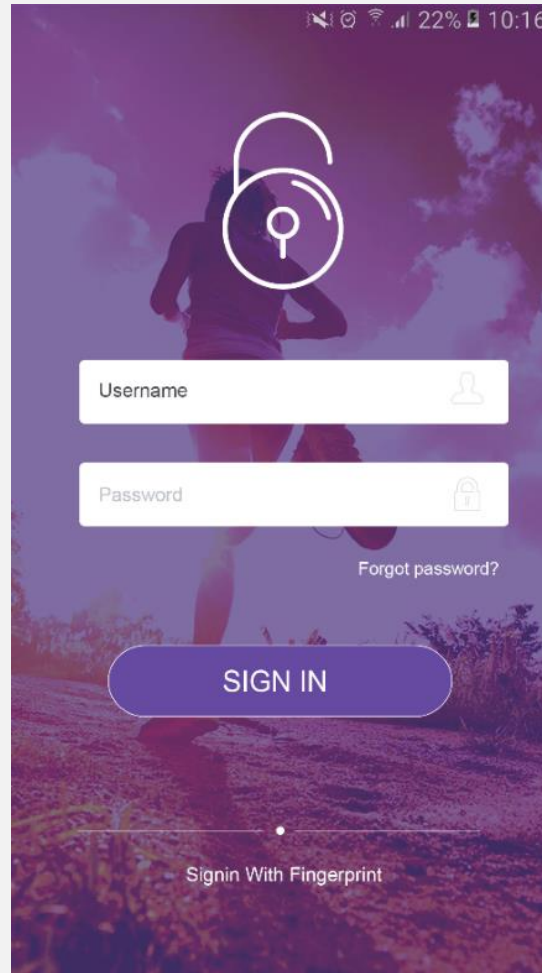 22% 10:16
Username
Password
Forgot password?
SIGN IN
Signin With Fingerprint